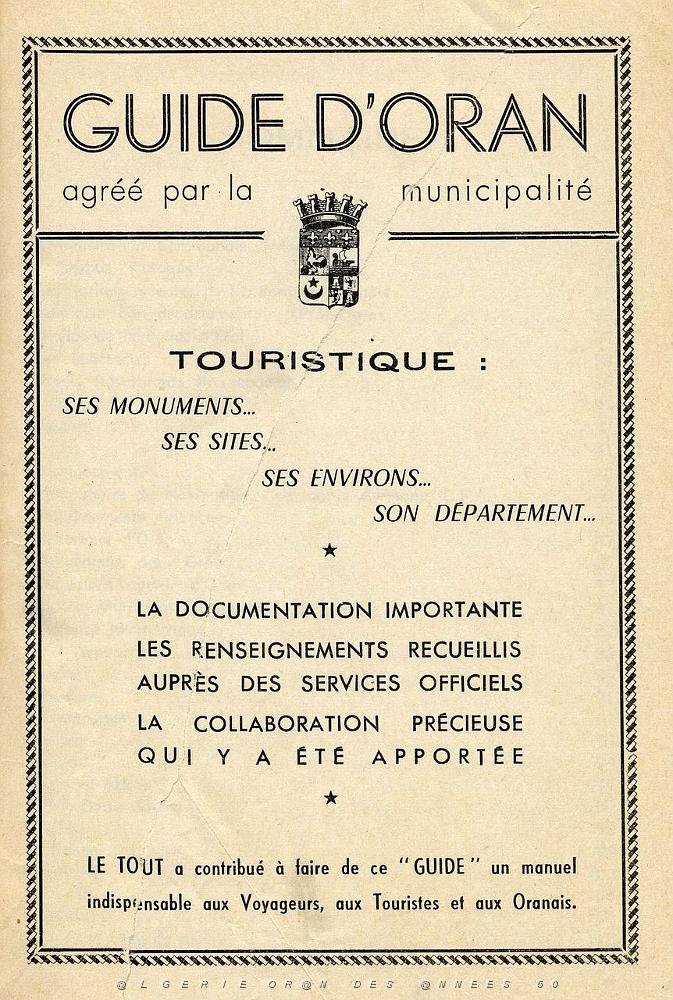 GUIDE D'ORAN
agréé par la municipalité
TOURISTIQUE :
SES MONUMENTS...
SES SITES...
SES ENVIRONS...
SON DÉPARTEMENT...
LA DOCUMENTATION IMPORTANTE
LES RENSEIGNEMENTS RECUEILLIS
AUPRÈS DES SERVICES OFFICIELS
LA COLLABORATION PRÉCIEUSE
QUI Y A ÉTÉ APPORTÉE
LE TOUT a contribué à faire de ce "GUIDE" un manuel
indispensable aux Voyageurs, aux Touristes et aux Oranais.
@LGERIE OR@N DES @NNEES 50